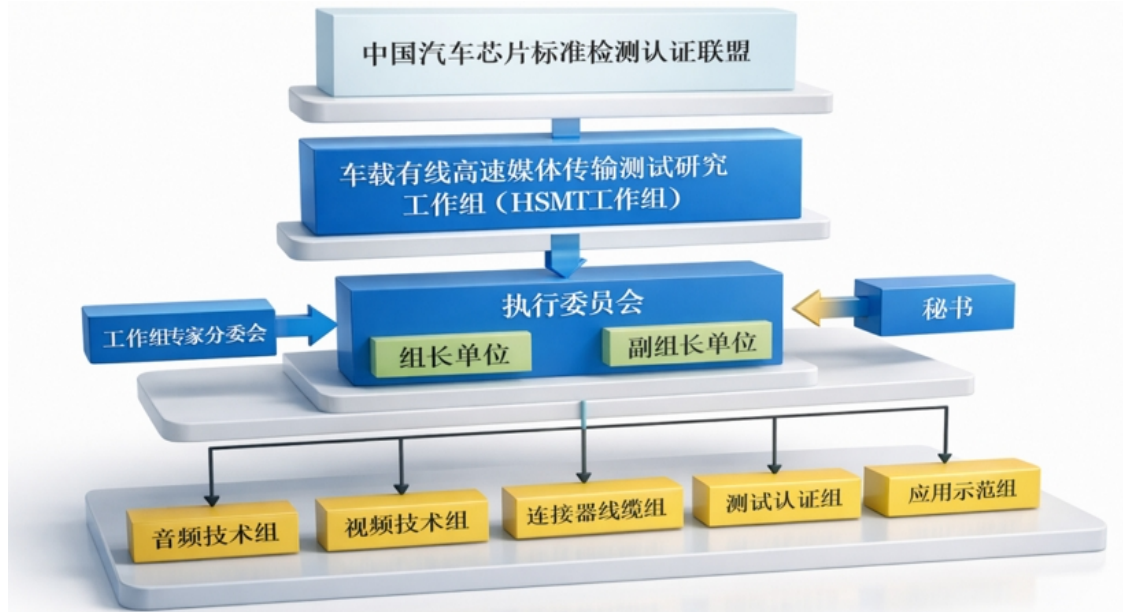 中国汽车芯片标准检测认证联盟
车载有线高速媒体传输测试研究
工作组（HSMT工作组）
执行委员会
工作组专家分委会
秘书
组长单位
副组长单位
音频技术组
视频技术组
连接器线缆组
测试认证组
应用示范组